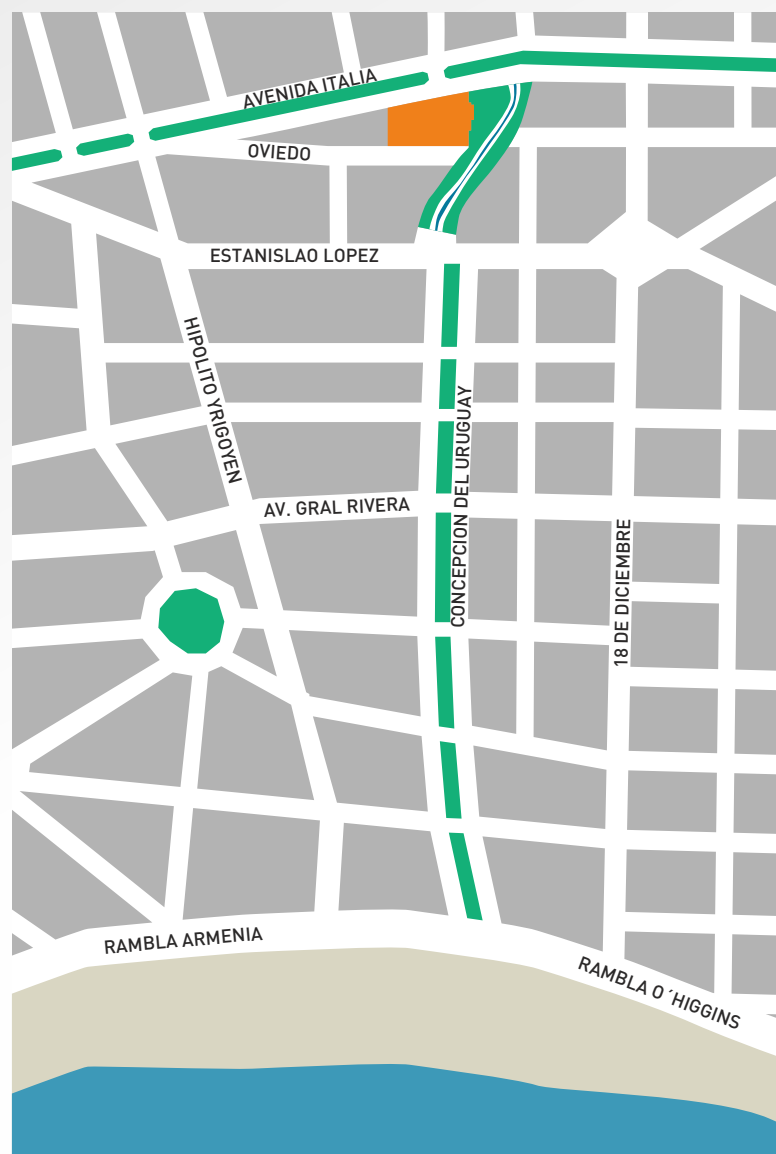 AVENIDA ITALIA
OVIEDO
ESTANISLAO LOPEZ
HIPOLITO YRIGOYEN
CONCEPCION DEL URUGUAY
AV. GRAL RIVERA
18 DE DICIEMBRE
RAMBLA ARMENIA
RAMBLA O´HIGGINS